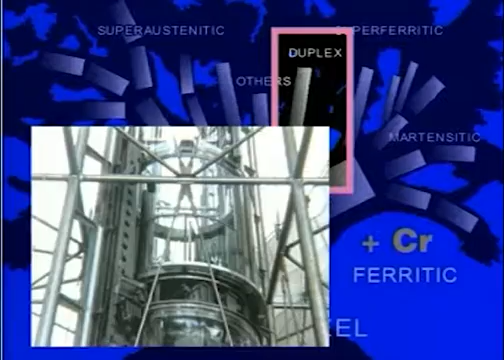 SUPERAUSTENITIC
SUPERFERRITIC
DUPLEX
OTHERS
MARTENSITIC
+ Cr
FERRITIC